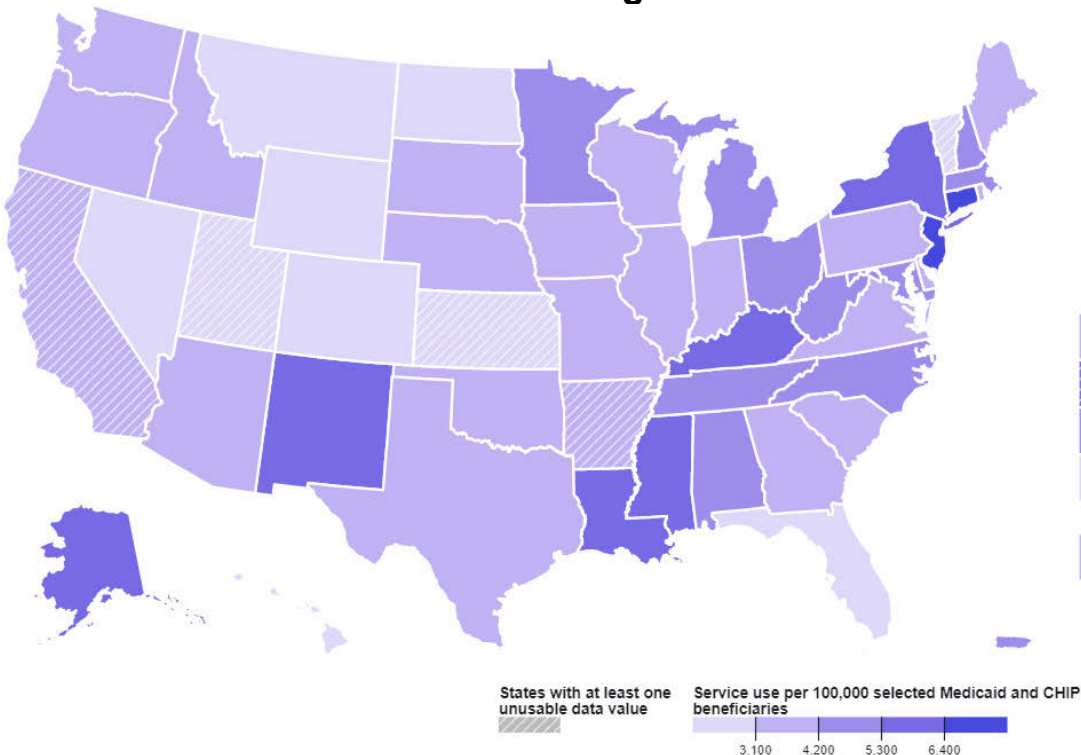 States with at least one
unusable data value
Service use per 100,000 selected Medicaid and CHIP
beneficiaries
3.100 4.200 5.300 6.400